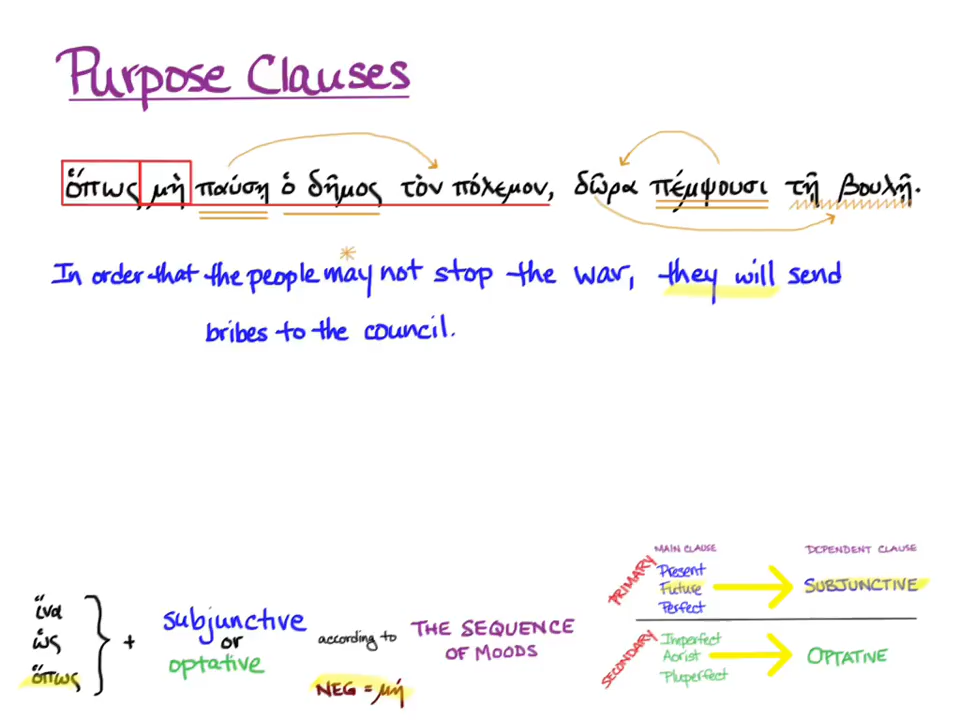 Purpose Clauses
ὅπως μὴ παύσῃ ὁ δῆμος τὸν πόλεμον, δῶρα πέμψουσι τῇ βουλῇ.
In order that the people may not stop the war, they will send
bribes to the council.
ἵνα
ὡς
ὅπως
+
subjunctive
or
optative
according to
NEG = μή
THE SEQUENCE
OF MOODS
PRIMARY
MAIN CLAUSE
DEPENDENT CLAUSE
Present
Future
Perfect
SUBJUNCTIVE
SECONDARY
Imperfect
Aorist
Pluperfect
OPTATIVE